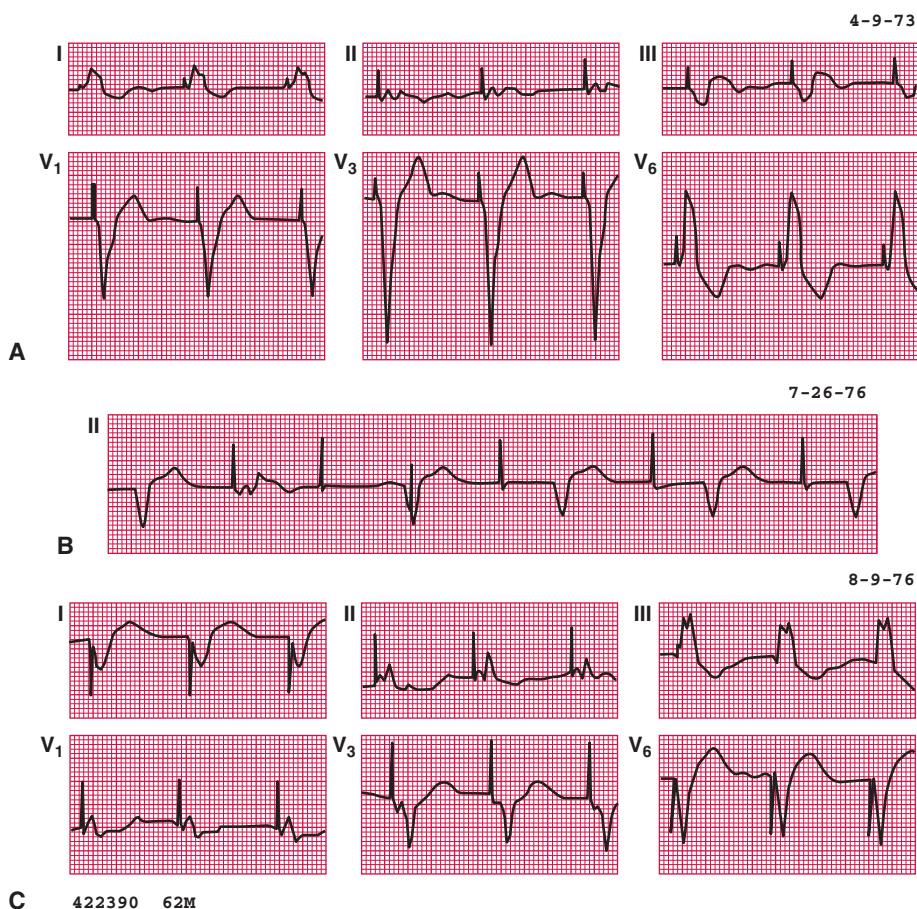 4-9-73
I II III
V1 V3 V6
A
7-26-76
II
B
8-9-76
I II III
V1 V3 V6
C 422390 62M